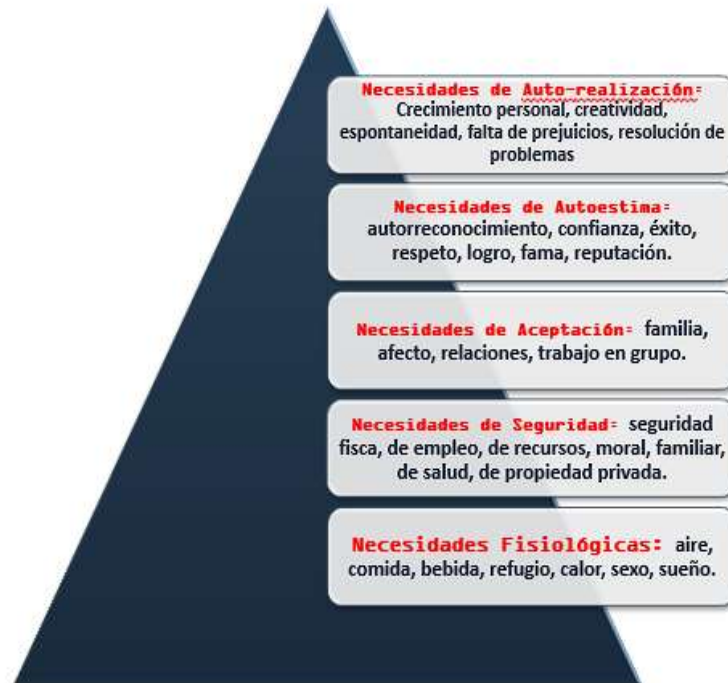 Necesidades de Auto-realización:
Crecimiento personal, creatividad,
espontaneidad, falta de prejuicios, resolución de
problemas
Necesidades de Autoestima:
autorreconocimiento, confianza, éxito,
respeto, logro, fama, reputación.
Necesidades de Aceptación: familia,
afecto, relaciones, trabajo en grupo.
Necesidades de Seguridad: seguridad
fisca, de empleo, de recursos, moral, familiar,
de salud, de propiedad privada.
Necesidades Fisiológicas: aire,
comida, bebida, refugio, calor, sexo, sueño.